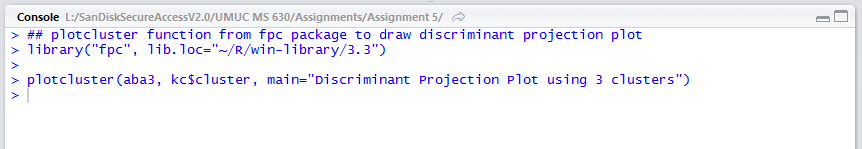 Console L:/SanDiskSecureAccessV2.0/UMUC MS 630/Assignments/Assignment 5/
> ## plotcluster function from fpc package to draw discriminant projection plot
> library("fpc", lib.loc="~/R/win-library/3.3")
>
> plotcluster(aba3, kc$cluster, main="Discriminant Projection Plot using 3 clusters")
>